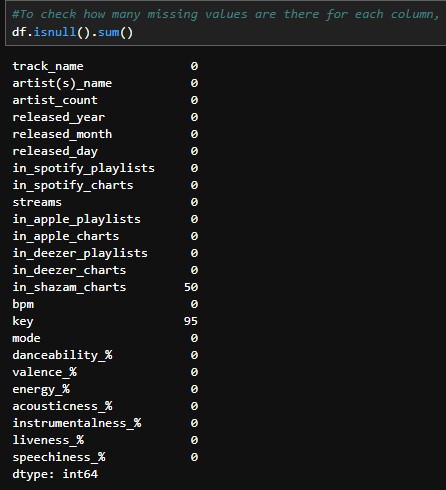 #To check how many missing values are there for each column,
df.isnull().sum()
track_name 0
artist(s)_name 0
artist_count 0
released_year 0
released_month 0
released_day 0
in_spotify_playlists 0
in_spotify_charts 0
streams 0
in_apple_playlists 0
in_apple_charts 0
in_deezer_playlists 0
in_deezer_charts 0
in_shazam_charts 50
bpm 0
key 95
mode 0
danceability_% 0
valence_% 0
energy_% 0
acousticness_% 0
instrumentalness_% 0
liveness_% 0
speechiness_% 0
dtype: int64